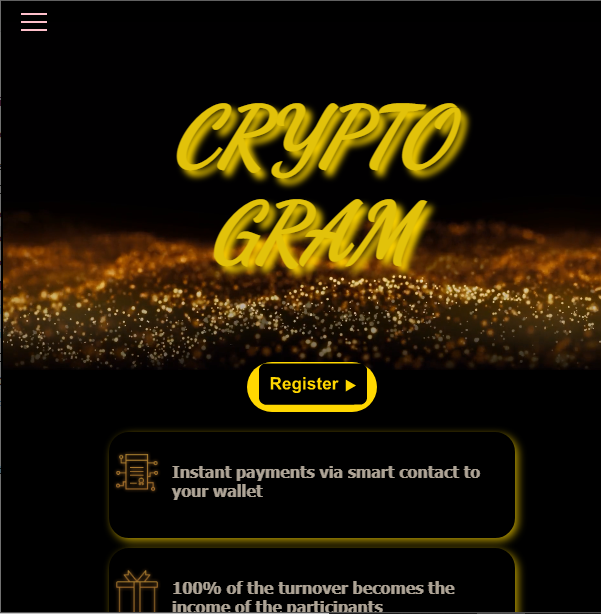 CRYPTO
GRAM
Register ▶
Instant payments via smart contact to
your wallet
100% of the turnover becomes the
income of the participants